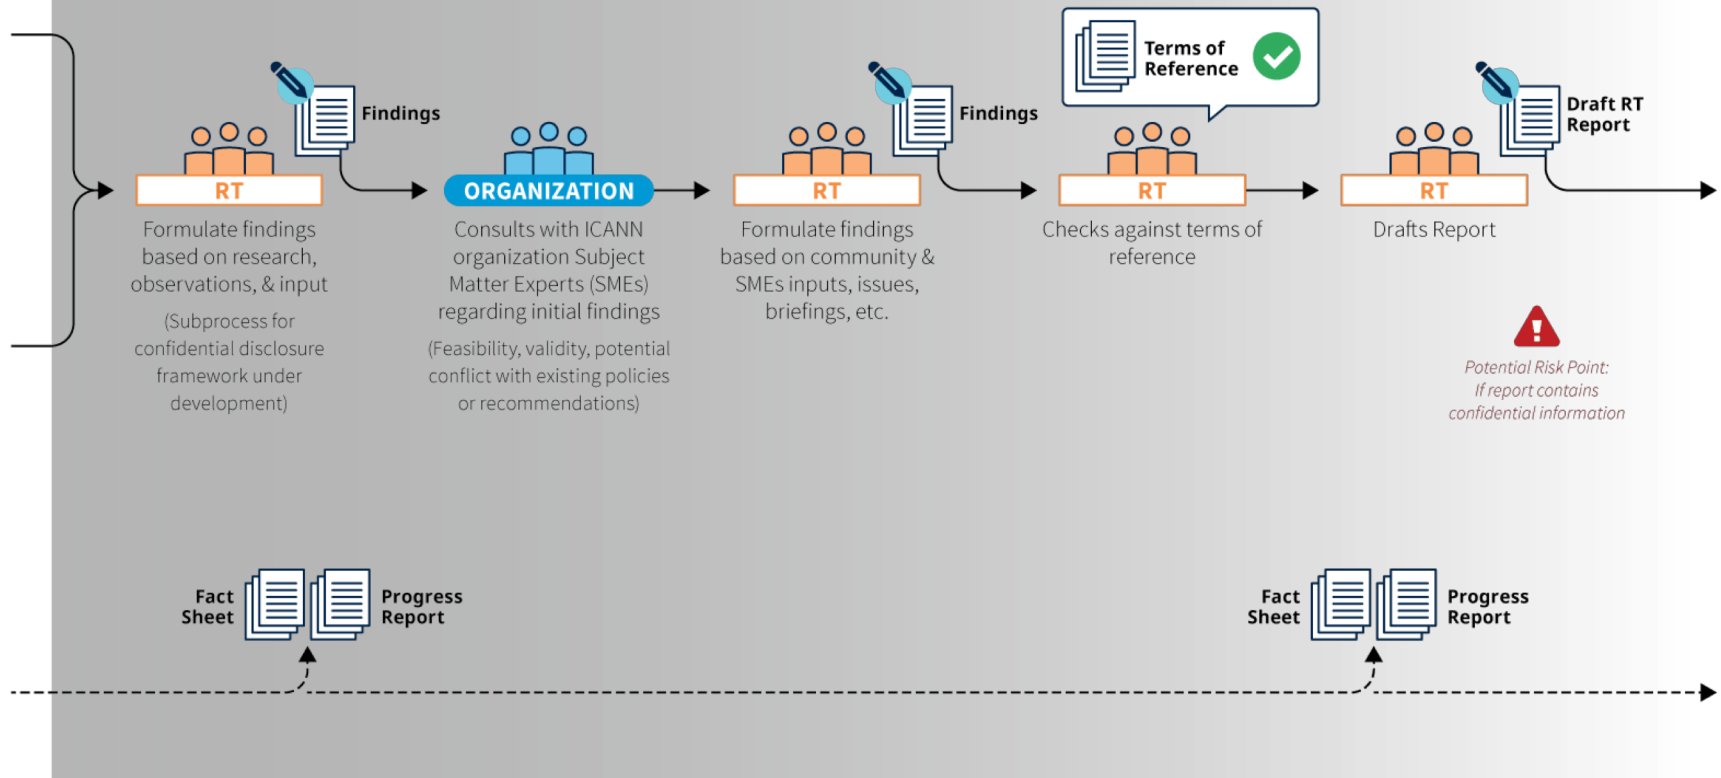 Findings
RT
Formulate findings
based on research,
observations, & input
(Subprocess for
confidential disclosure
framework under
development)
ORGANIZATION
Consults with ICANN
organization Subject
Matter Experts (SMEs)
regarding initial findings
(Feasibility, validity, potential
conflict with existing policies
or recommendations)
Findings
RT
Formulate findings
based on community &
SMEs inputs, issues,
briefings, etc.
Terms of
Reference
RT
Checks against terms of
reference
Draft RT
Report
RT
Drafts Report
Potential Risk Point:
If report contains
confidential information
Fact
Sheet
Progress
Report
Fact
Sheet
Progress
Report